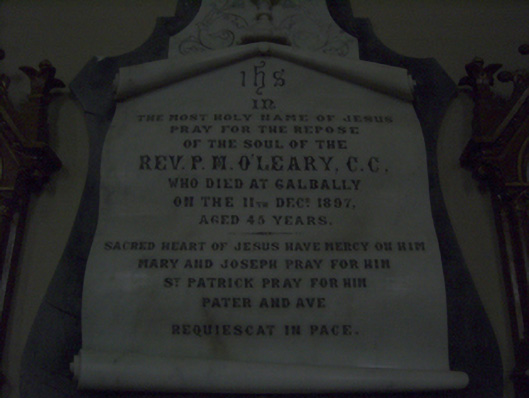 ihs
IN
THE MOST HOLY NAME OF JESUS
PRAY FOR THE REPOSE
OF THE SOUL OF THE
REV. P. M. O'LEARY, C.C.
WHO DIED AT GALBALLY
ON THE 11TH DECR. 1897.
AGED 45 YEARS.
SACRED HEART OF JESUS HAVE MERCY ON HIM
MARY AND JOSEPH PRAY FOR HIM
ST PATRICK PRAY FOR HIM
PATER AND AVE
REQUIESCAT IN PACE.